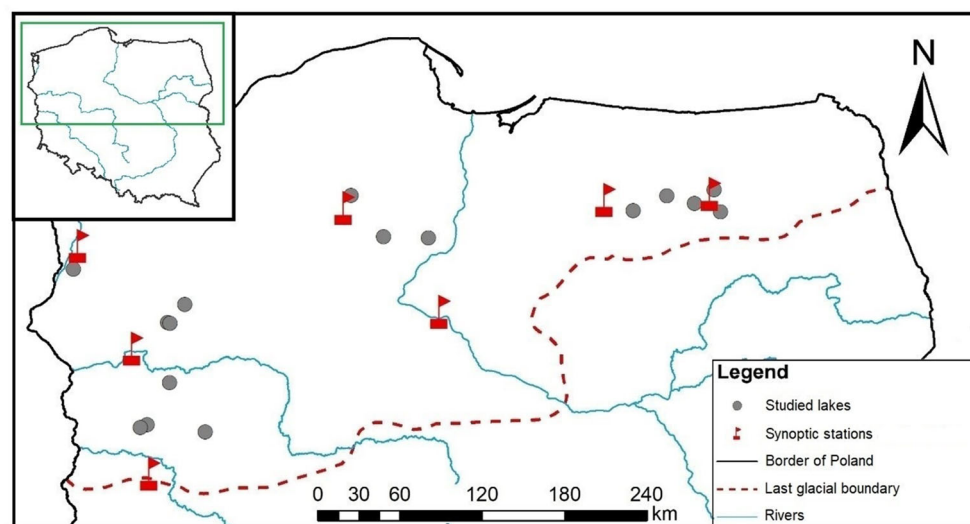 N
Legend
Studied lakes
Synoptic stations
Border of Poland
Last glacial boundary
Rivers
0 30 60 120 180 240
km